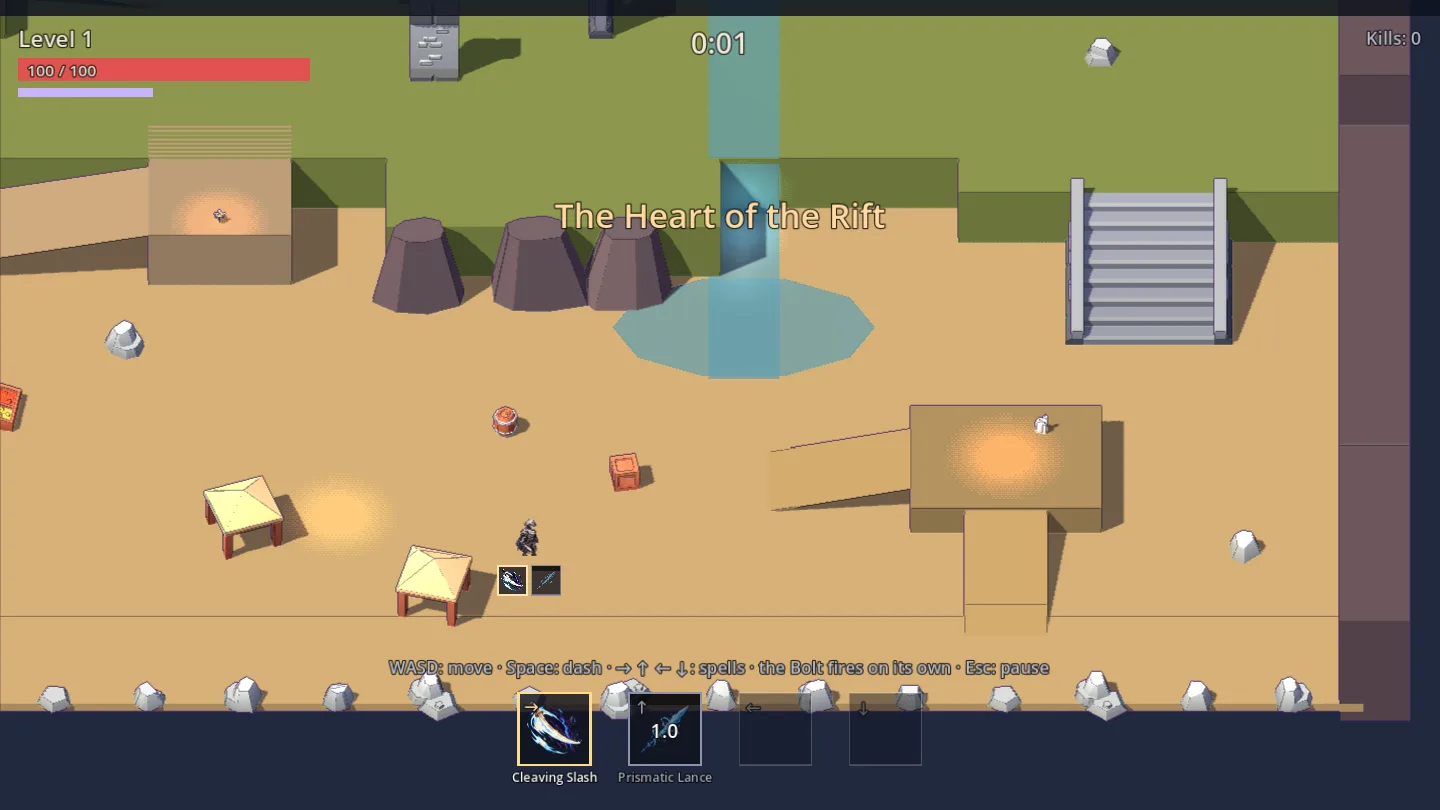 Level 1
0:01
Kills: 0
100 / 100
The Heart of the Rift
WASD: move · Space: dash · → ↑ ← ↓: spells · the Bolt fires on its own · Esc: pause
→
↑
←
↓
1.0
Cleaving Slash
Prismatic Lance